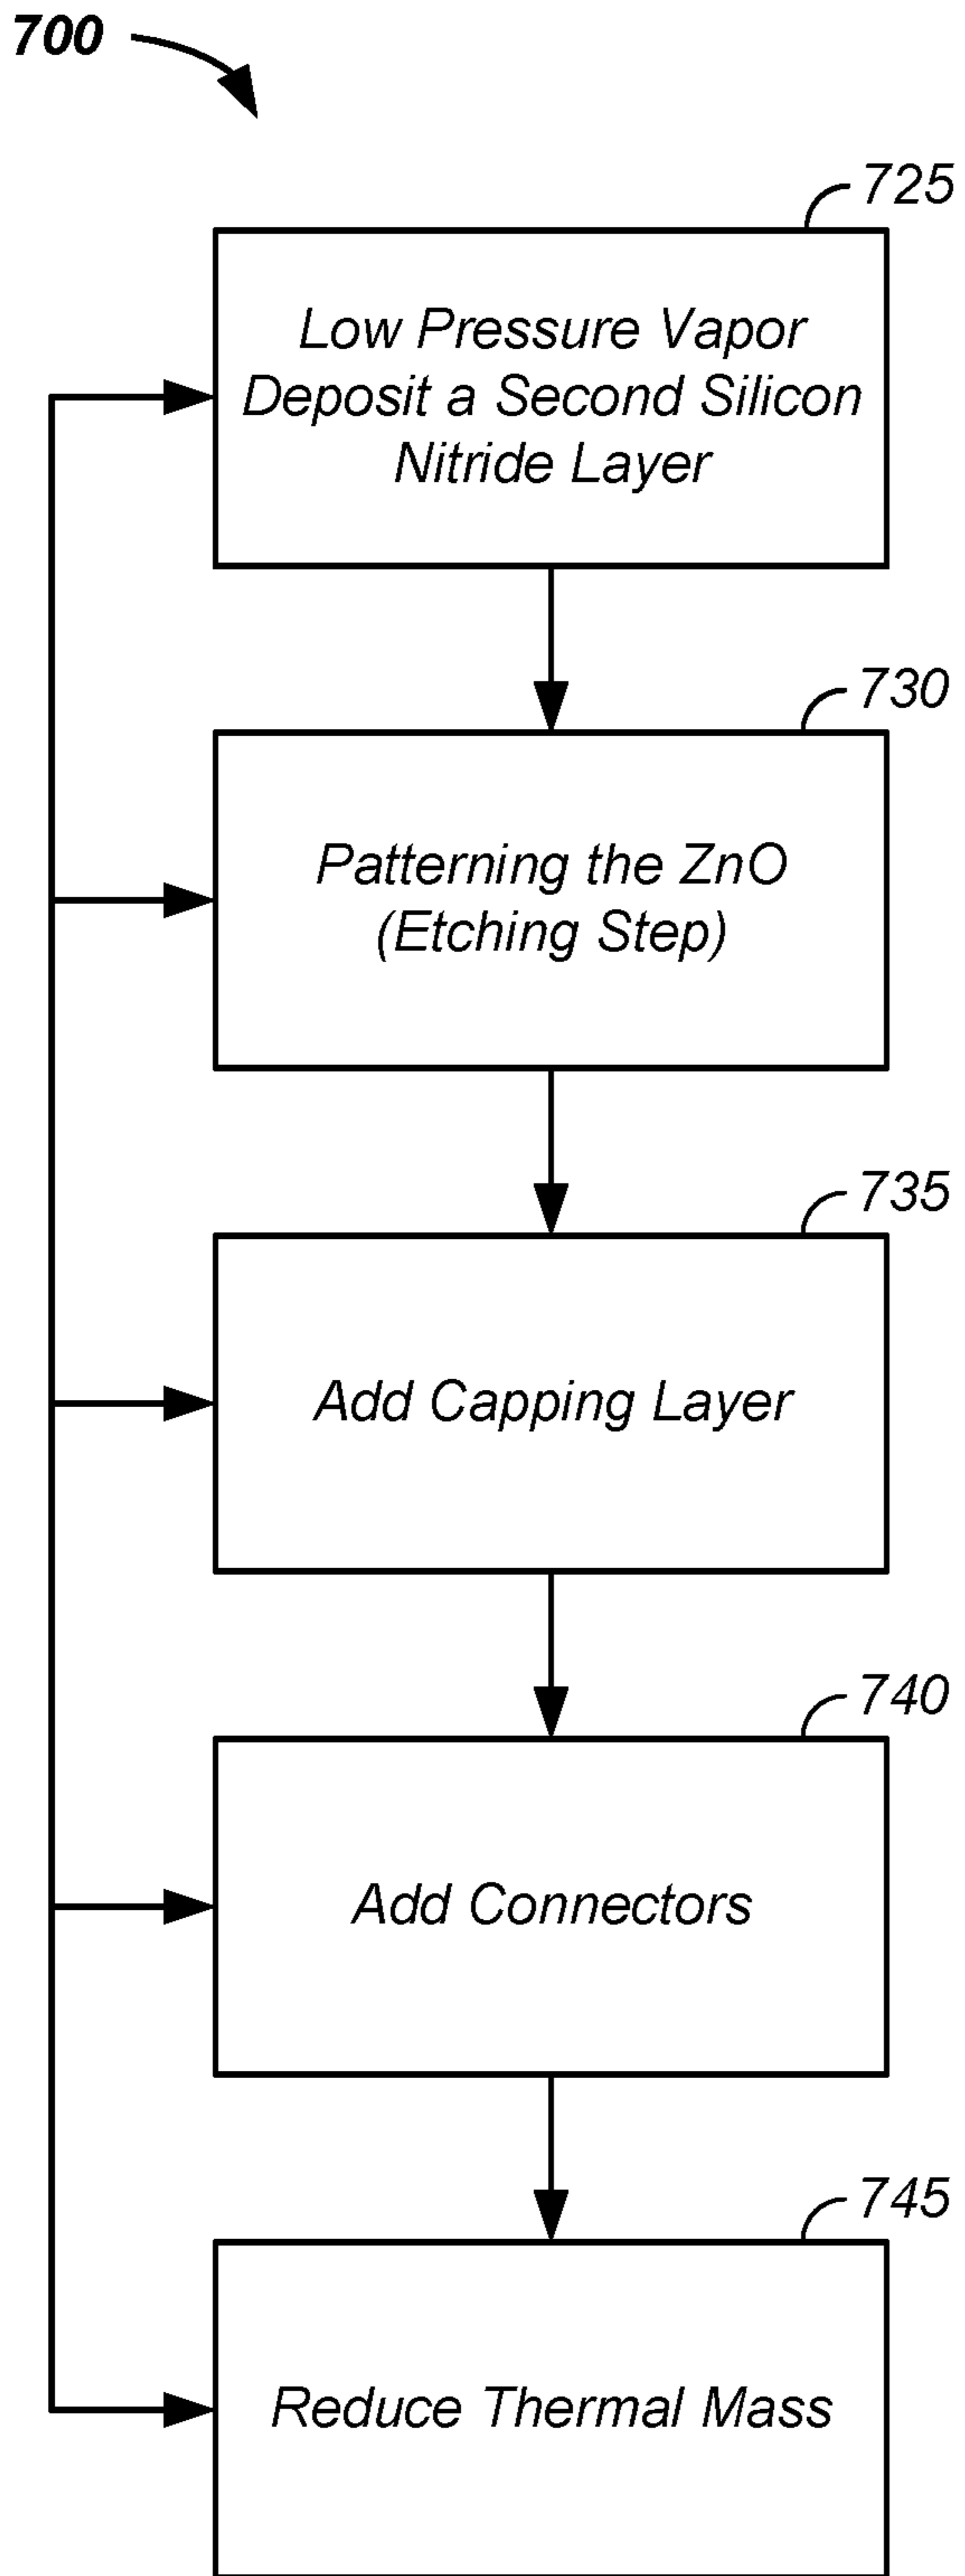 700
725
Low Pressure Vapor
Deposit a Second Silicon
Nitride Layer
730
Patterning the ZnO
(Etching Step)
735
Add Capping Layer
740
Add Connectors
745
Reduce Thermal Mass